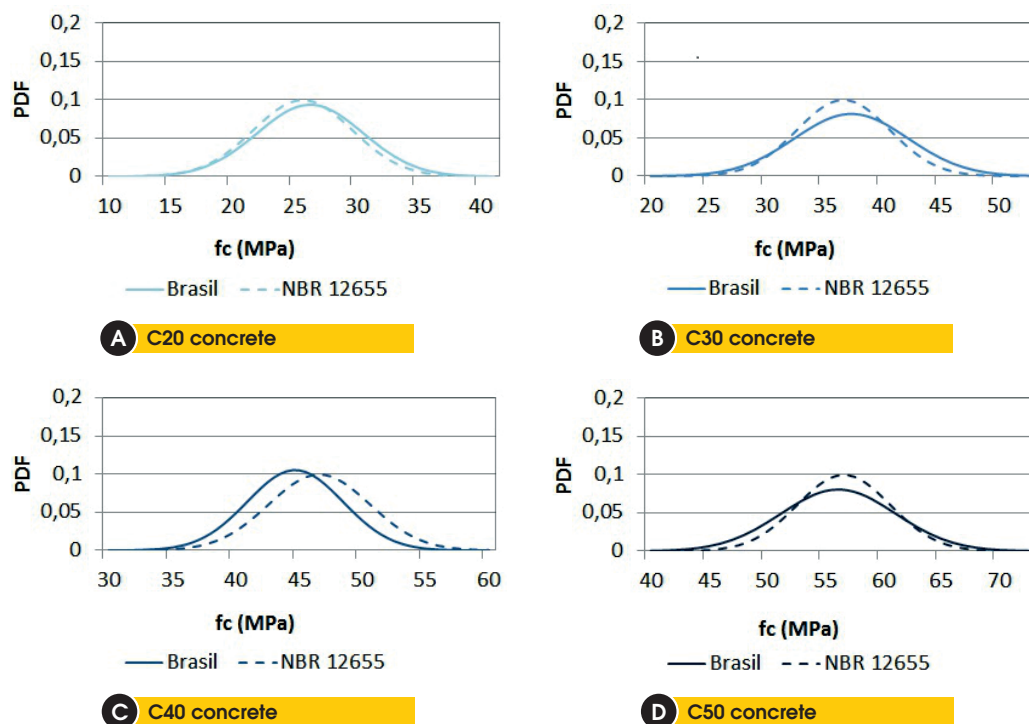 0,2
0,15
0,1
0,05
0
PDF
10 15 20 25 30 35 40
fc (MPa)
Brasil NBR 12655
A C20 concrete
0,2
0,15
0,1
0,05
0
PDF
20 25 30 35 40 45 50
fc (MPa)
Brasil NBR 12655
B C30 concrete
0,2
0,15
0,1
0,05
0
PDF
30 35 40 45 50 55 60
fc (MPa)
Brasil NBR 12655
C C40 concrete
0,2
0,15
0,1
0,05
0
PDF
40 45 50 55 60 65 70
fc (MPa)
Brasil NBR 12655
D C50 concrete